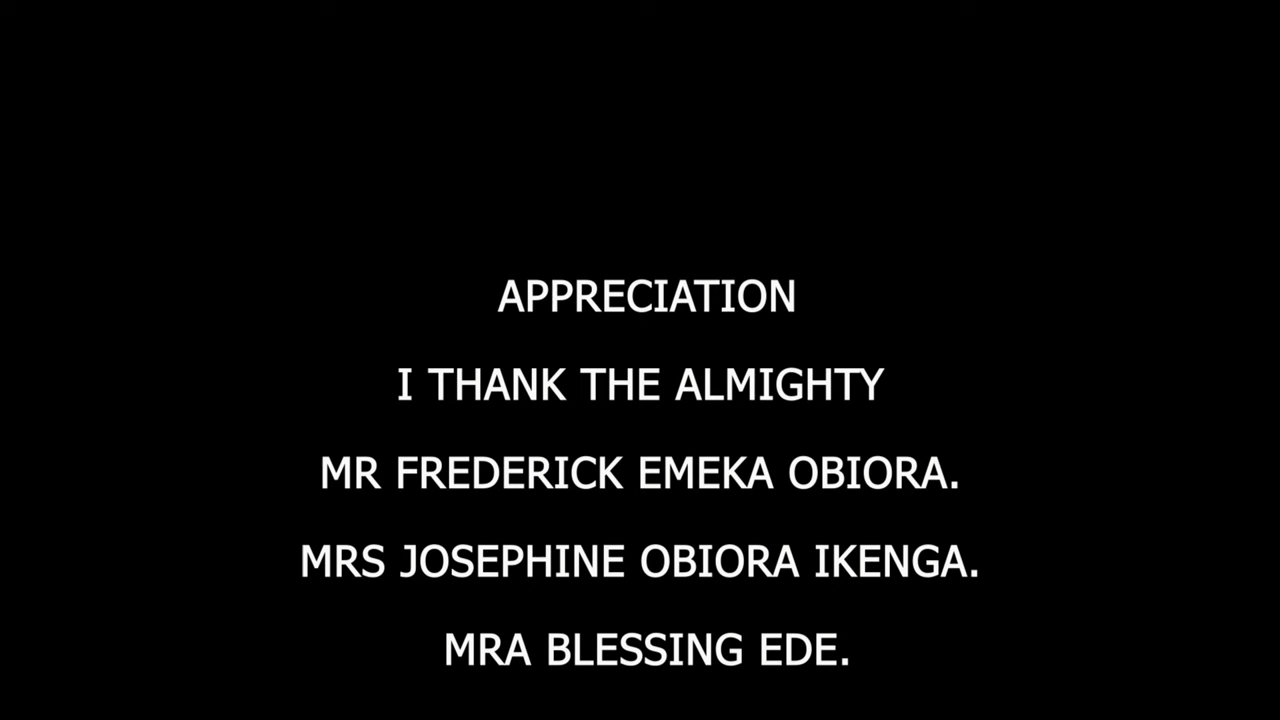 APPRECIATION
I THANK THE ALMIGHTY
MR FREDERICK EMEKA OBIORA.
MRS JOSEPHINE OBIORA IKENGA.
MRA BLESSING EDE.